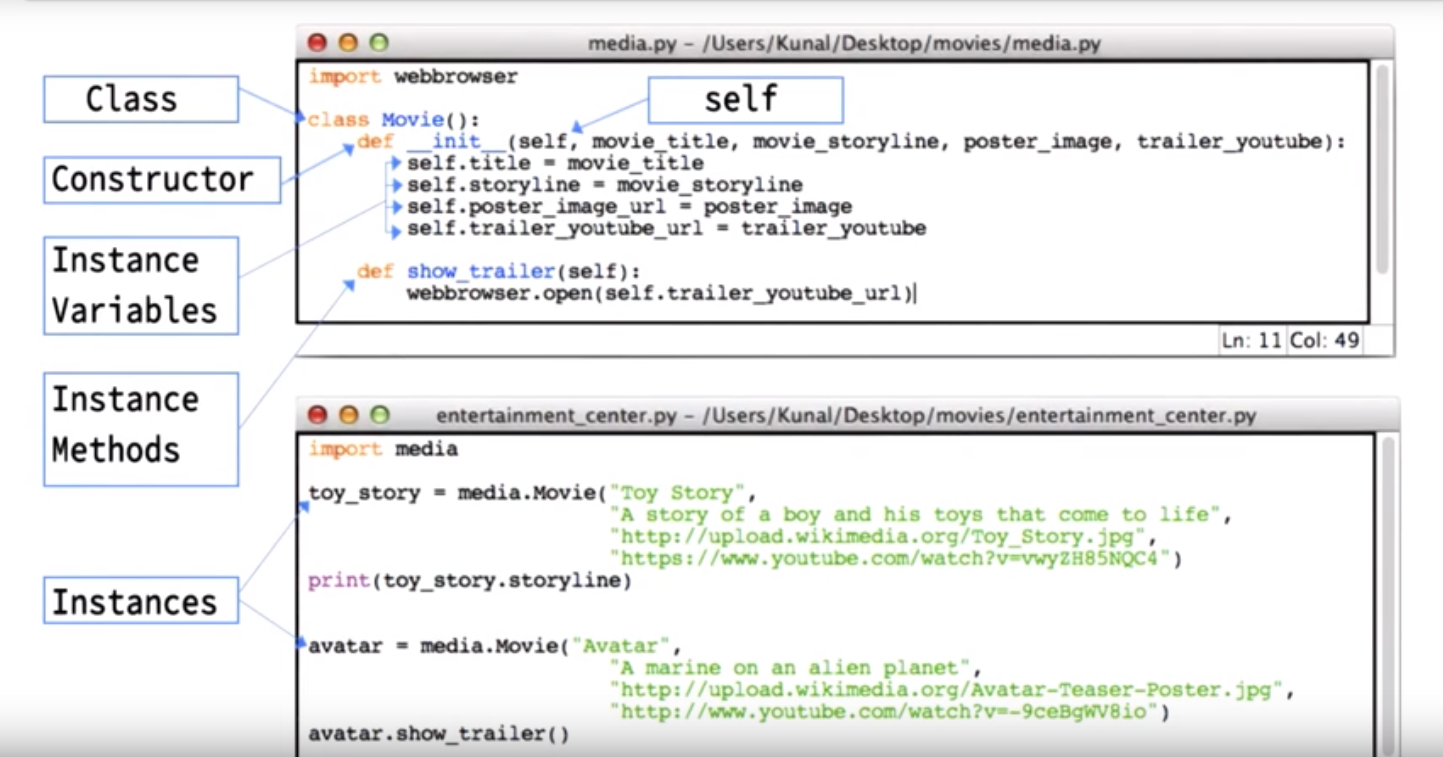 media.py – /Users/Kunal/Desktop/movies/media.py
import webbrowser
Class
self
class Movie():
def __init__(self, movie_title, movie_storyline, poster_image, trailer_youtube):
Constructor
self.title = movie_title
self.storyline = movie_storyline
self.poster_image_url = poster_image
self.trailer_youtube_url = trailer_youtube
Instance
Variables
def show_trailer(self):
webbrowser.open(self.trailer_youtube_url)
Ln: 11 Col: 49
Instance
Methods
entertainment_center.py – /Users/Kunal/Desktop/movies/entertainment_center.py
import media
toy_story = media.Movie("Toy Story",
"A story of a boy and his toys that come to life",
"http://upload.wikimedia.org/Toy_Story.jpg",
"https://www.youtube.com/watch?v=vwyZH85NQC4")
print(toy_story.storyline)
Instances
avatar = media.Movie("Avatar",
"A marine on an alien planet",
"http://upload.wikimedia.org/Avatar-Teaser-Poster.jpg",
"http://www.youtube.com/watch?v=-9ceBgWV8io")
avatar.show_trailer()